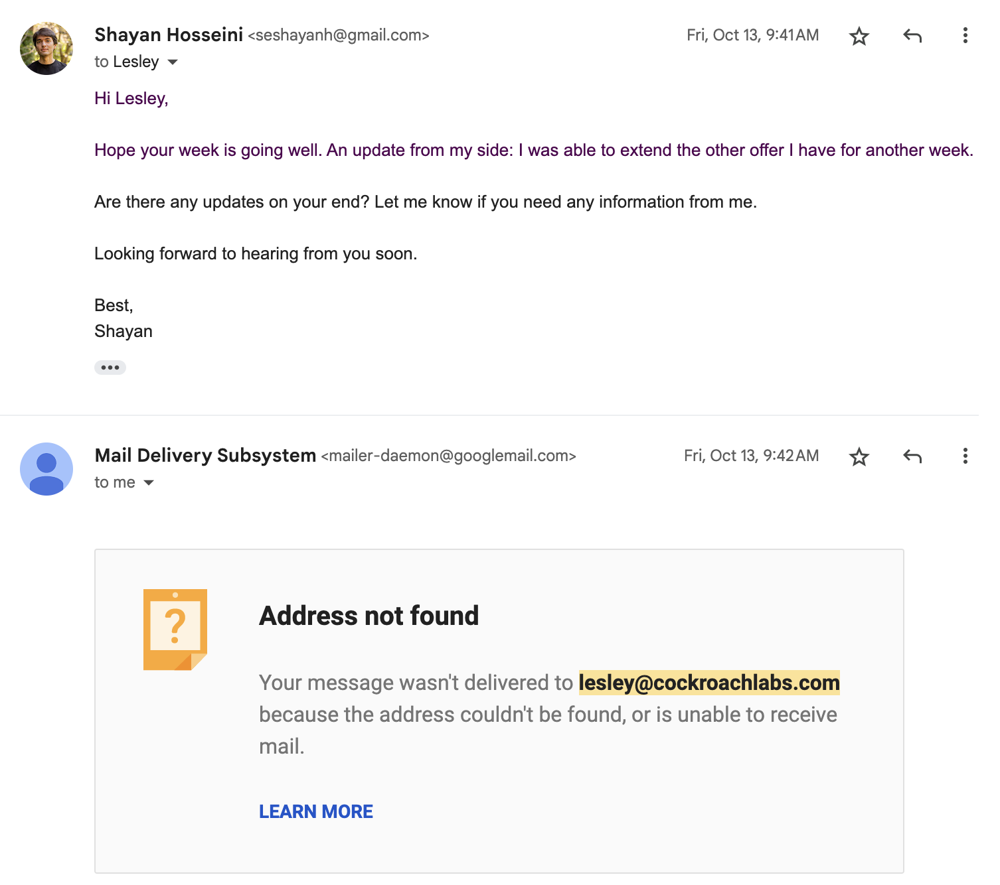 Shayan Hosseini <seshayanh@gmail.com> Fri, Oct 13, 9:41 AM
to Lesley
Hi Lesley,
Hope your week is going well. An update from my side: I was able to extend the other offer I have for another week.
Are there any updates on your end? Let me know if you need any information from me.
Looking forward to hearing from you soon.
Best,
Shayan
Mail Delivery Subsystem <mailer-daemon@googlemail.com> Fri, Oct 13, 9:42 AM
to me
?
Address not found
Your message wasn't delivered to lesley@cockroachlabs.com
because the address couldn't be found, or is unable to receive
mail.
LEARN MORE